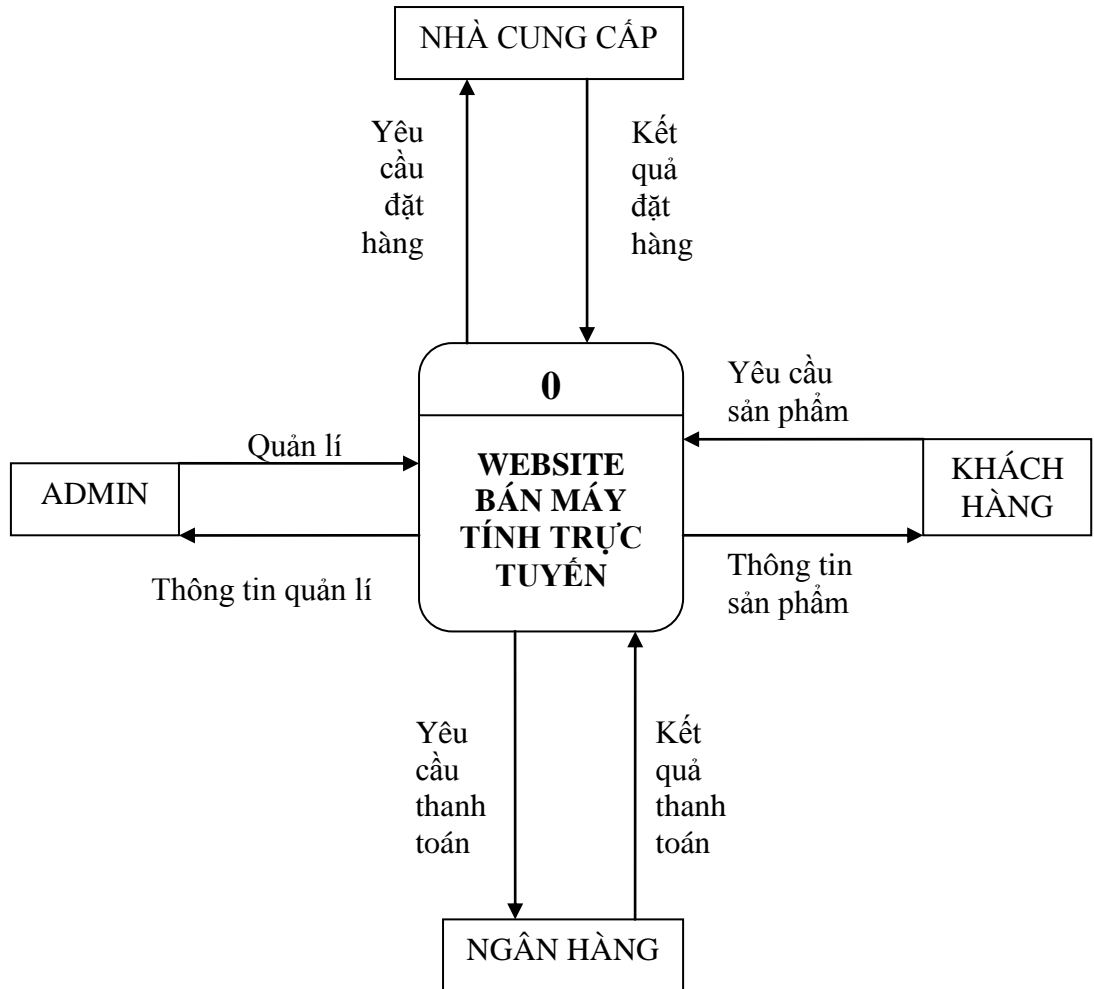 NHÀ CUNG CẤP
Yêu
cầu
đặt
hàng
Kết
quả
đặt
hàng
0
WEBSITE
BÁN MÁY
TÍNH TRỰC
TUYẾN
Quản lí
ADMIN
Thông tin quản lí
Yêu cầu
sản phẩm
KHÁCH
HÀNG
Thông tin
sản phẩm
Yêu
cầu
thanh
toán
Kết
quả
thanh
toán
NGÂN HÀNG